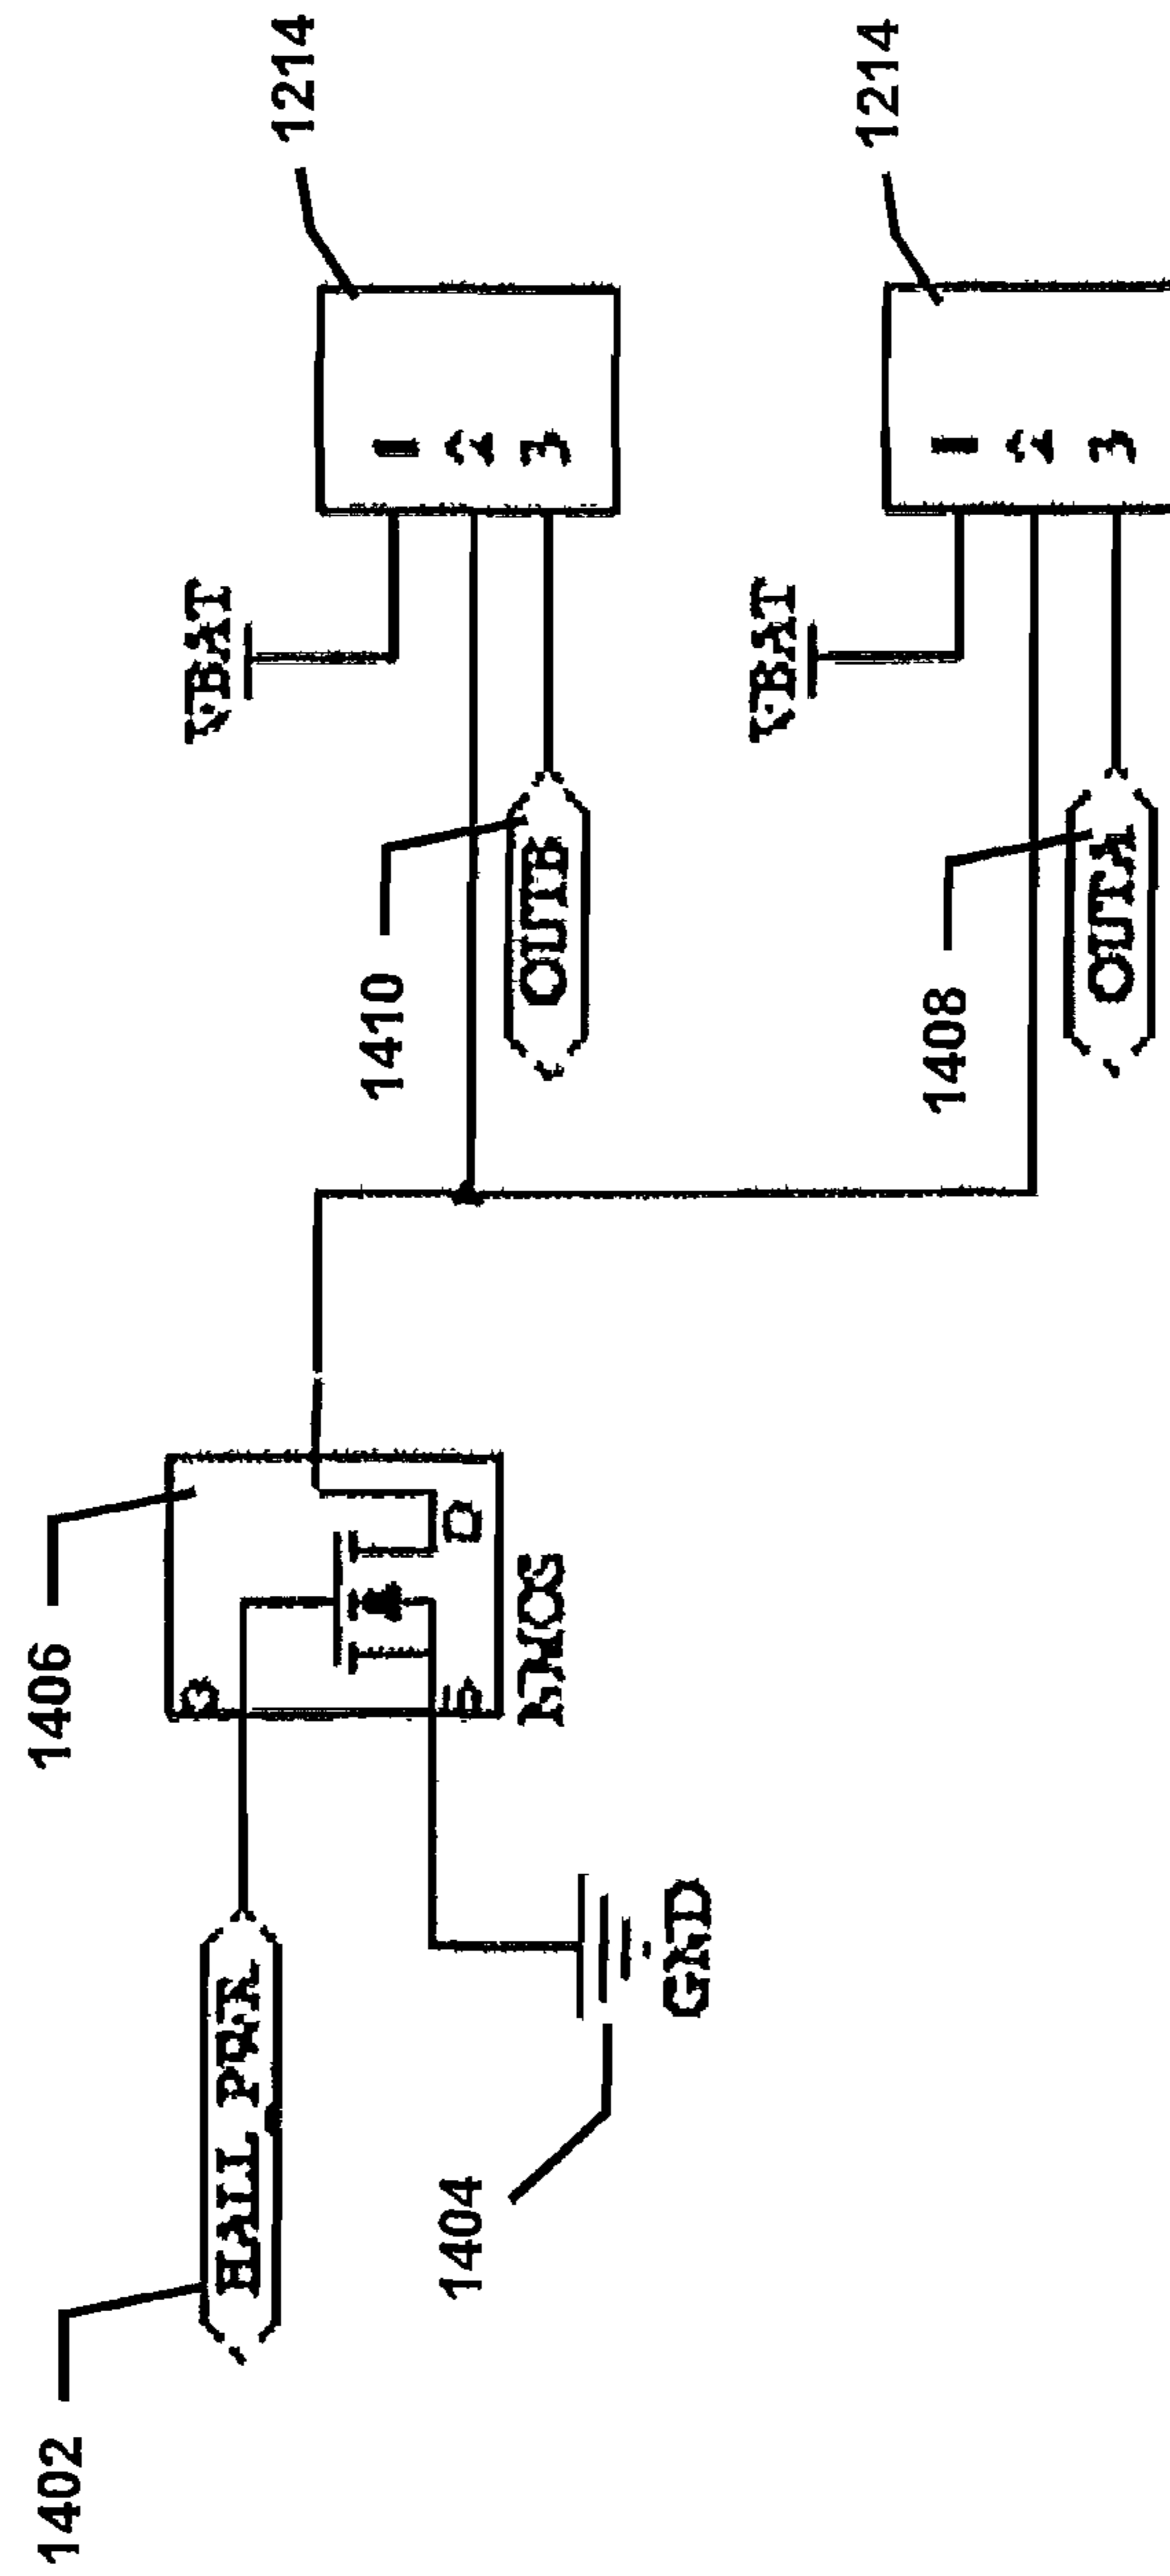 1402
HALL PWR
1404
GND
1406
G
D
S
NMOS
1410
OUTB
VBAT
1
2
3
1214
1408
OUTA
VBAT
1
2
3
1214